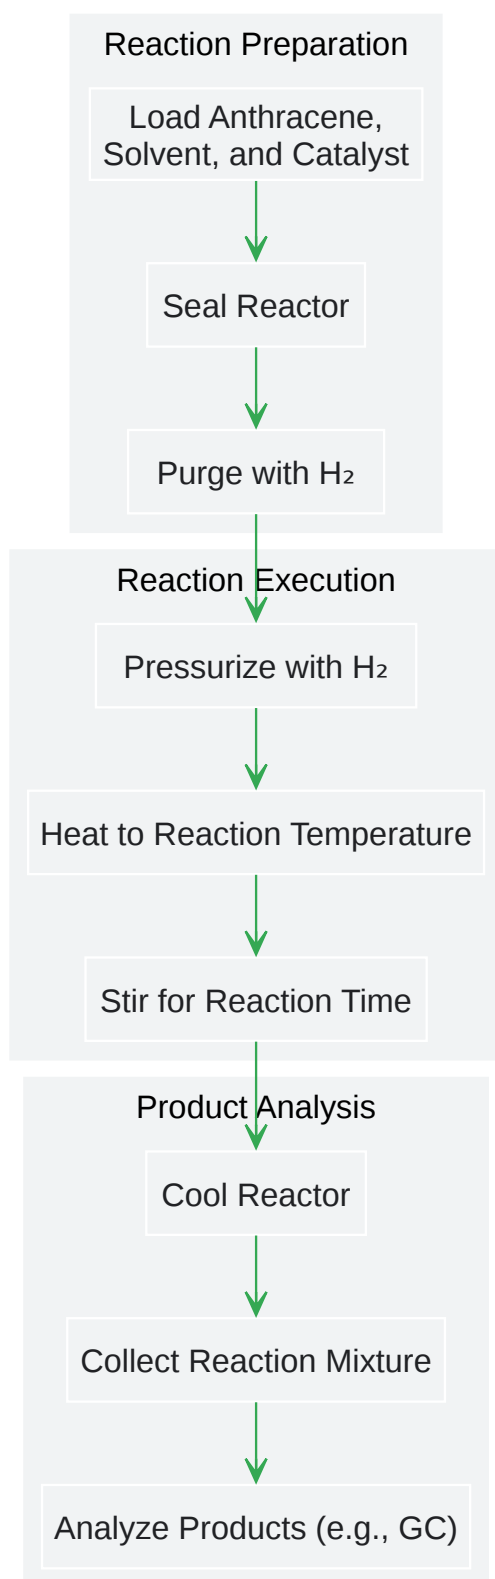 Reaction Preparation
Load Anthracene,
Solvent, and Catalyst
Seal Reactor
Purge with H₂
Reaction Execution
Pressurize with H₂
Heat to Reaction Temperature
Stir for Reaction Time
Product Analysis
Cool Reactor
Collect Reaction Mixture
Analyze Products (e.g., GC)